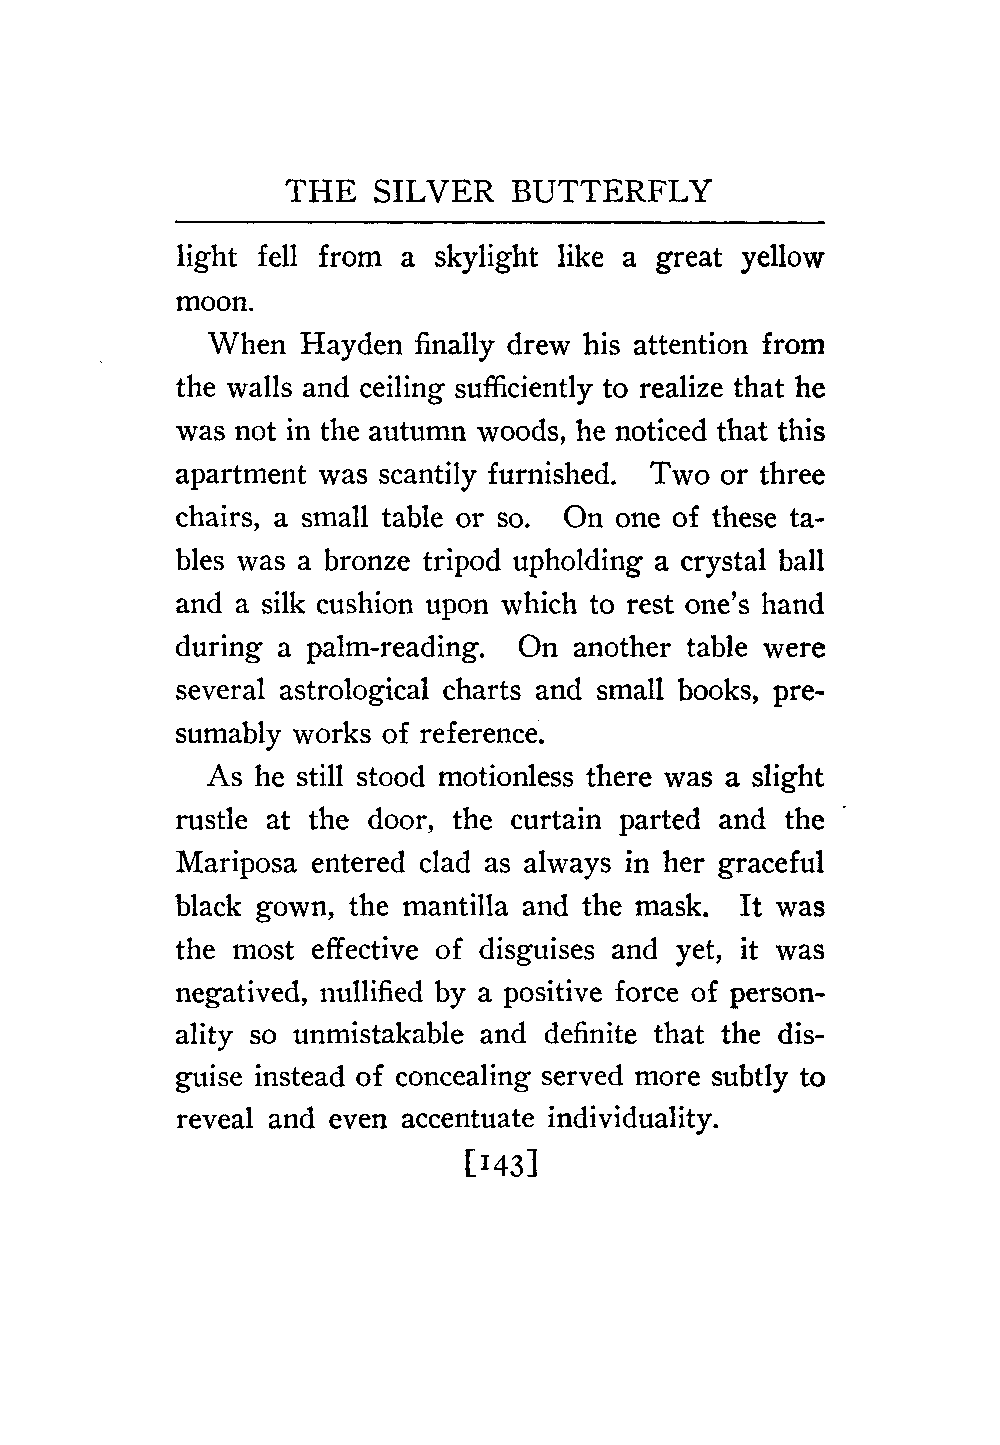 THE SILVER BUTTERFLY
light fell from a skylight like a great yellow
moon.
When Hayden finally drew his attention from
the walls and ceiling sufficiently to realize that he
was not in the autumn woods, he noticed that this
apartment was scantily furnished. Two or three
chairs, a small table or so. On one of these ta-
bles was a bronze tripod upholding a crystal ball
and a silk cushion upon which to rest one's hand
during a palm-reading. On another table were
several astrological charts and small books, pre-
sumably works of reference.
As he still stood motionless there was a slight
rustle at the door, the curtain parted and the
Mariposa entered clad as always in her graceful
black gown, the mantilla and the mask. It was
the most effective of disguises and yet, it was
negatived, nullified by a positive force of person-
ality so unmistakable and definite that the dis-
guise instead of concealing served more subtly to
reveal and even accentuate individuality.
[143]